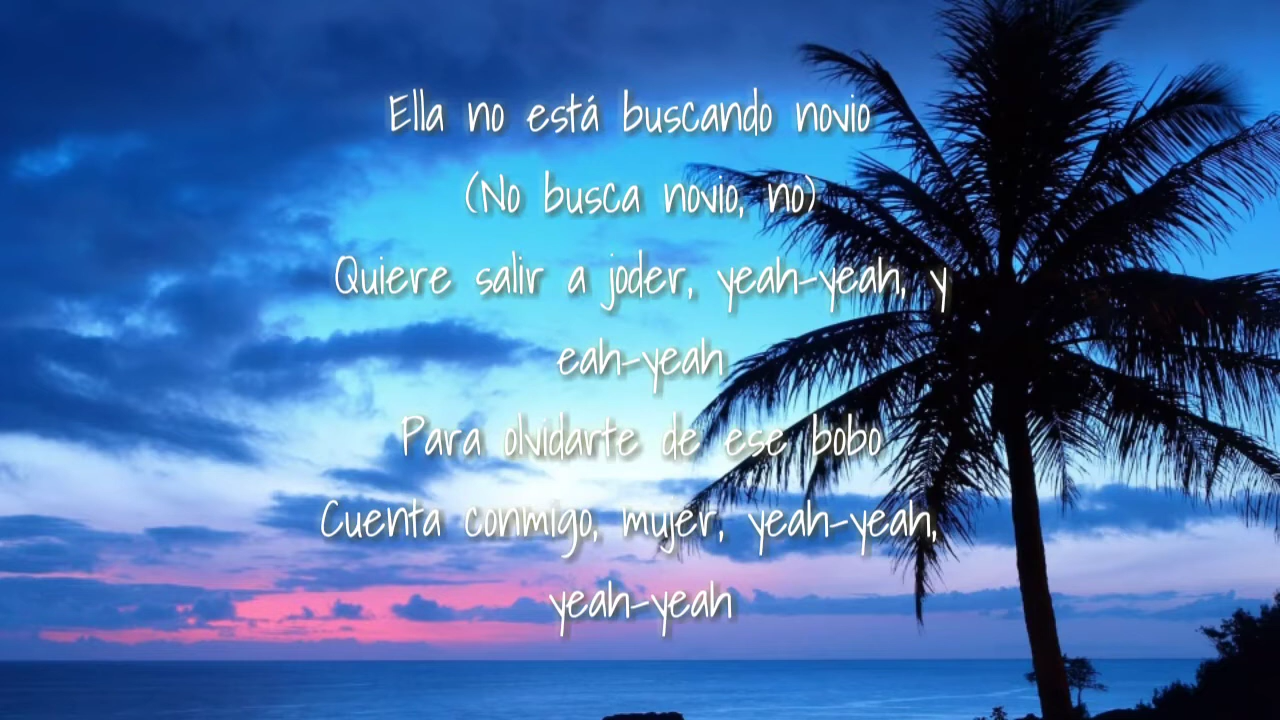 Ella no está buscando novio
(No busca novio, no)
Quiere salir a joder, yeah-yeah, y
eah-yeah
Para olvidarte de ese bobo
Cuenta conmigo, mujer, yeah-yeah,
yeah-yeah